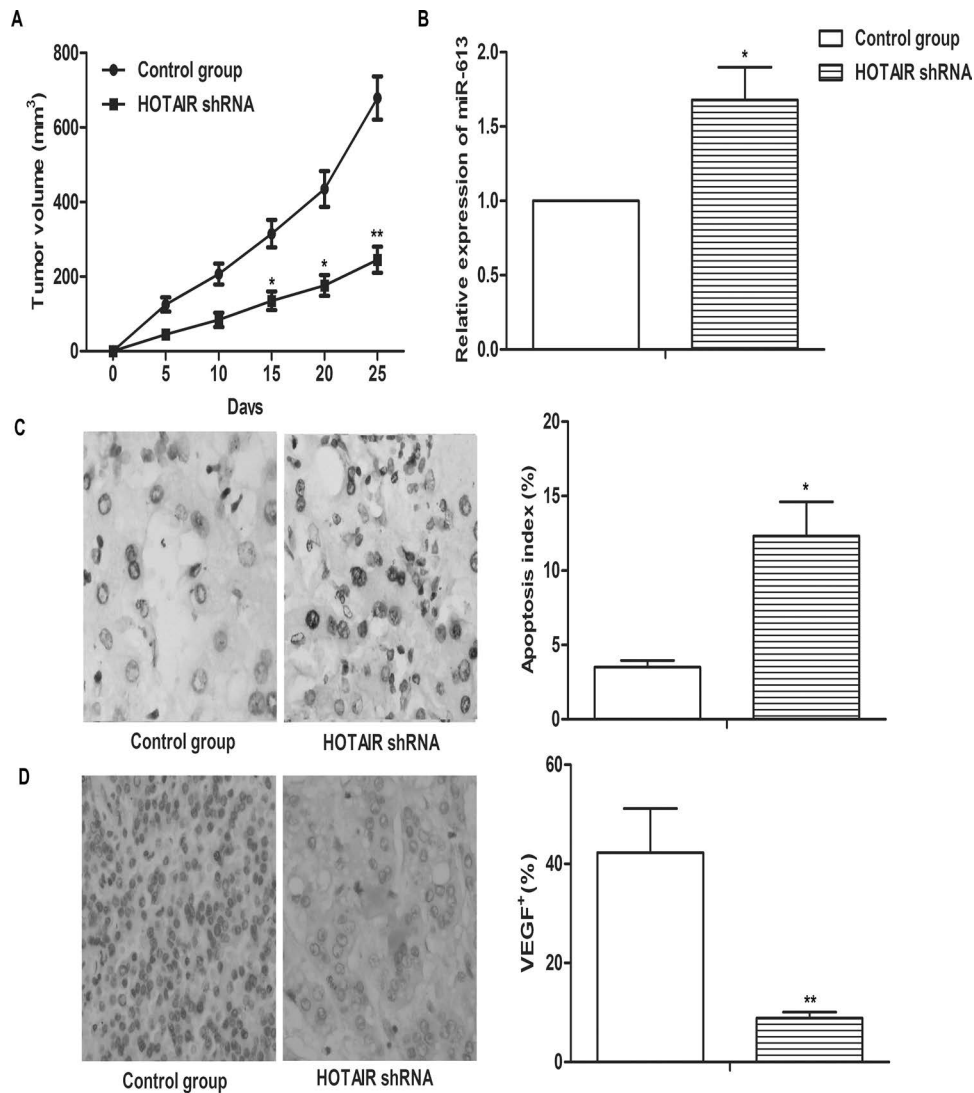 A
Tumor volume (mm³)
800
600
400
200
0
Control group
HOTAIR shRNA
*
*
**
0 5 10 15 20 25
Days
B
Relative expression of miR-613
2.0
1.5
1.0
0.5
0.0
*
Control group
HOTAIR shRNA
C
Control group
HOTAIR shRNA
Apoptosis index (%)
20
15
10
5
0
*
D
Control group
HOTAIR shRNA
VEGF⁺(%)
60
40
20
0
**